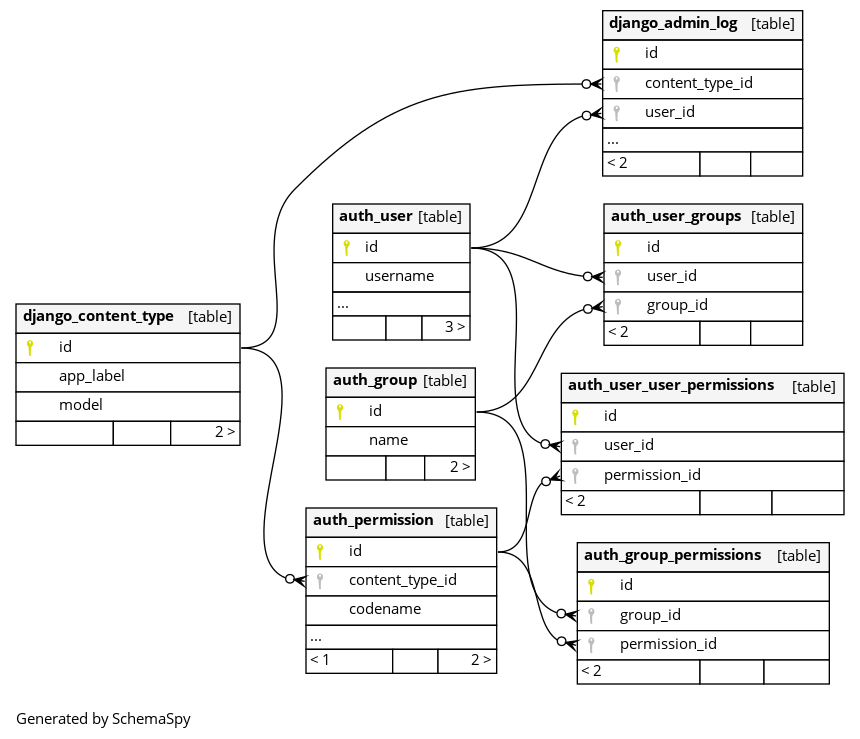 django_admin_log [table]
id
content_type_id
user_id
...
< 2
auth_user [table]
id
username
...
3 >
auth_user_groups [table]
id
user_id
group_id
< 2
django_content_type [table]
id
app_label
model
2 >
auth_group [table]
id
name
2 >
auth_user_user_permissions [table]
id
user_id
permission_id
< 2
auth_permission [table]
id
content_type_id
codename
...
< 1 2 >
auth_group_permissions [table]
id
group_id
permission_id
< 2
Generated by SchemaSpy